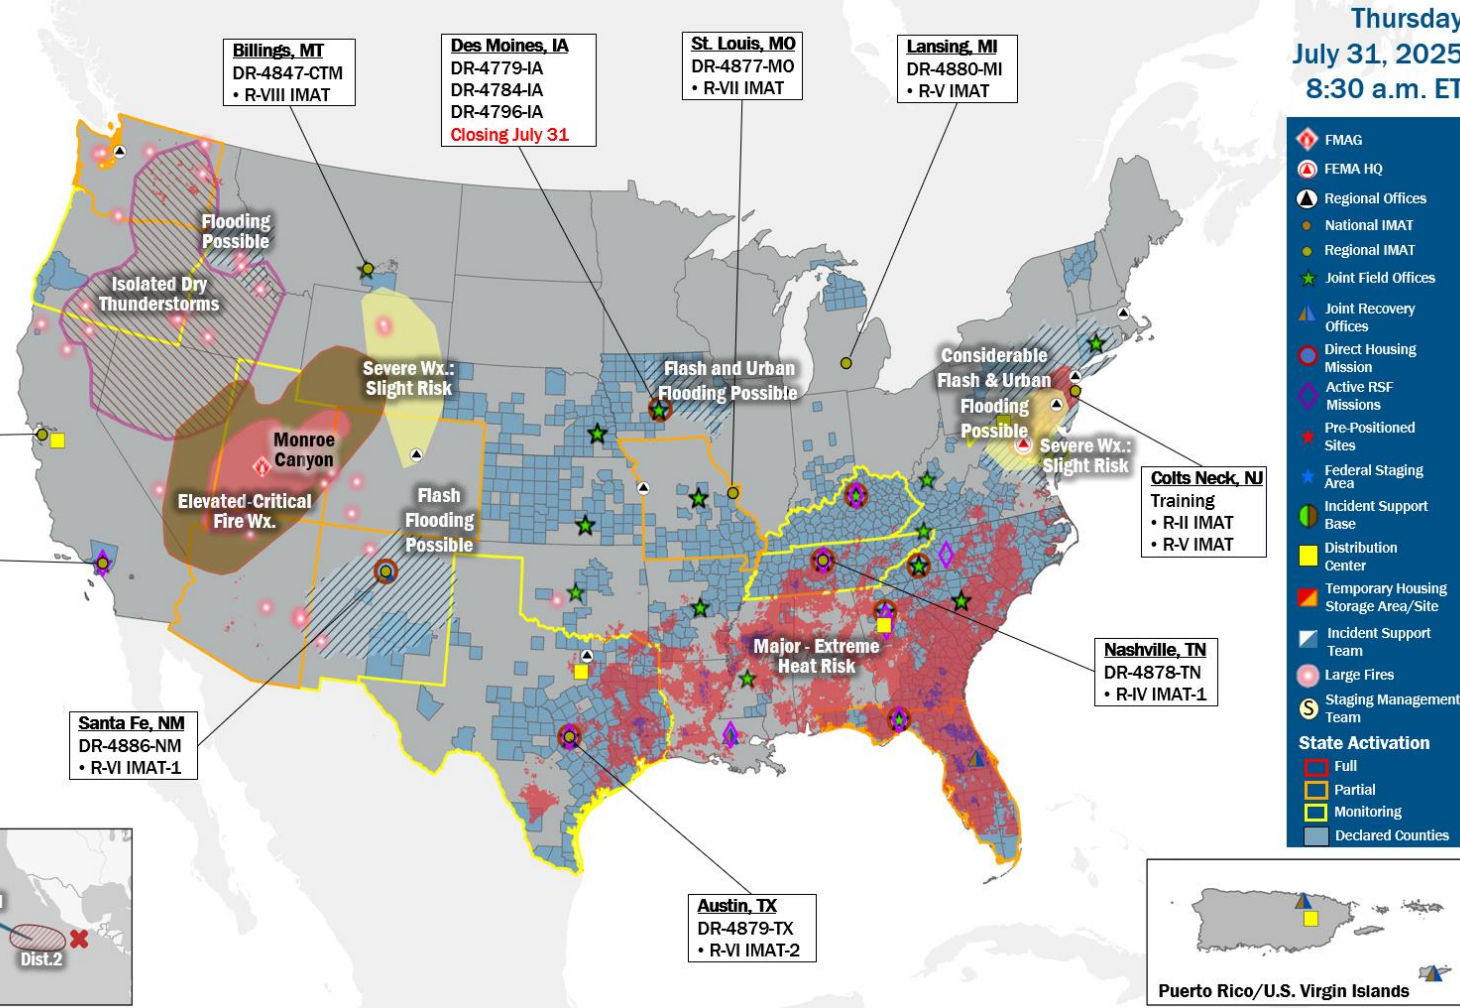 Thursday
July 31, 2025
8:30 a.m. ET
Billings, MT
DR-4847-CTM
• R-VIII IMAT
Des Moines, IA
DR-4779-IA
DR-4784-IA
DR-4796-IA
Closing July 31
St. Louis, MO
DR-4877-MO
• R-VII IMAT
Lansing, MI
DR-4880-MI
• R-V IMAT
Flooding
Possible
Isolated Dry
Thunderstorms
Severe Wx.:
Slight Risk
Flash and Urban
Flooding Possible
Considerable
Flash & Urban
Flooding
Possible
Severe Wx.:
Slight Risk
Monroe
Canyon
Elevated-Critical
Fire Wx.
Flash
Flooding
Possible
Major - Extreme
Heat Risk
Colts Neck, NJ
Training
• R-II IMAT
• R-V IMAT
Nashville, TN
DR-4878-TN
• R-IV IMAT-1
Santa Fe, NM
DR-4886-NM
• R-VI IMAT-1
Austin, TX
DR-4879-TX
• R-VI IMAT-2
Dist.2
FMAG
FEMA HQ
Regional Offices
National IMAT
Regional IMAT
Joint Field Offices
Joint Recovery
Offices
Direct Housing
Mission
Active RSF
Missions
Pre-Positioned
Sites
Federal Staging
Area
Incident Support
Base
Distribution
Center
Temporary Housing
Storage Area/Site
Incident Support
Team
Large Fires
S
Staging Management
Team
State Activation
Full
Partial
Monitoring
Declared Counties
Puerto Rico/U.S. Virgin Islands